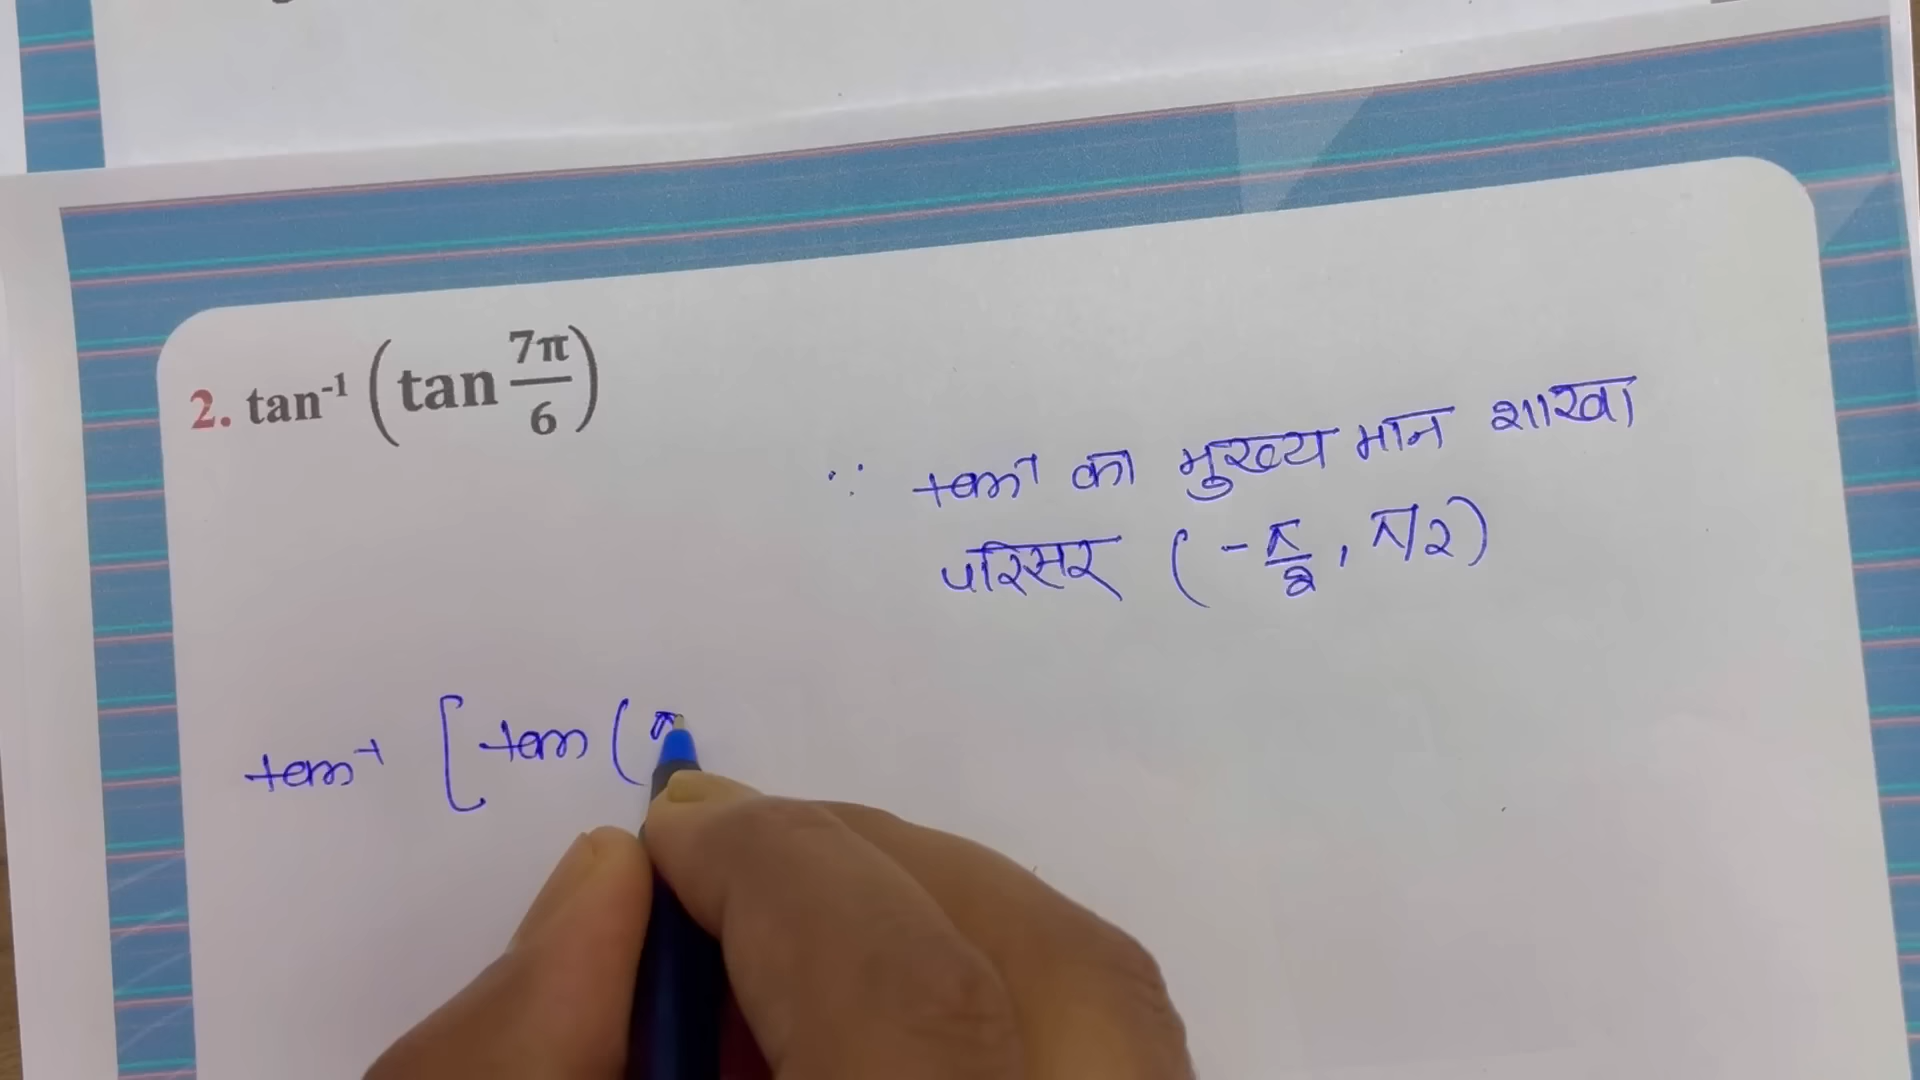 2. tan⁻¹ (tan 7π/6)
∵ tan⁻¹ का मुख्य मान शाखा
परिसर (-π/2, π/2)
tan⁻¹ [tan (π